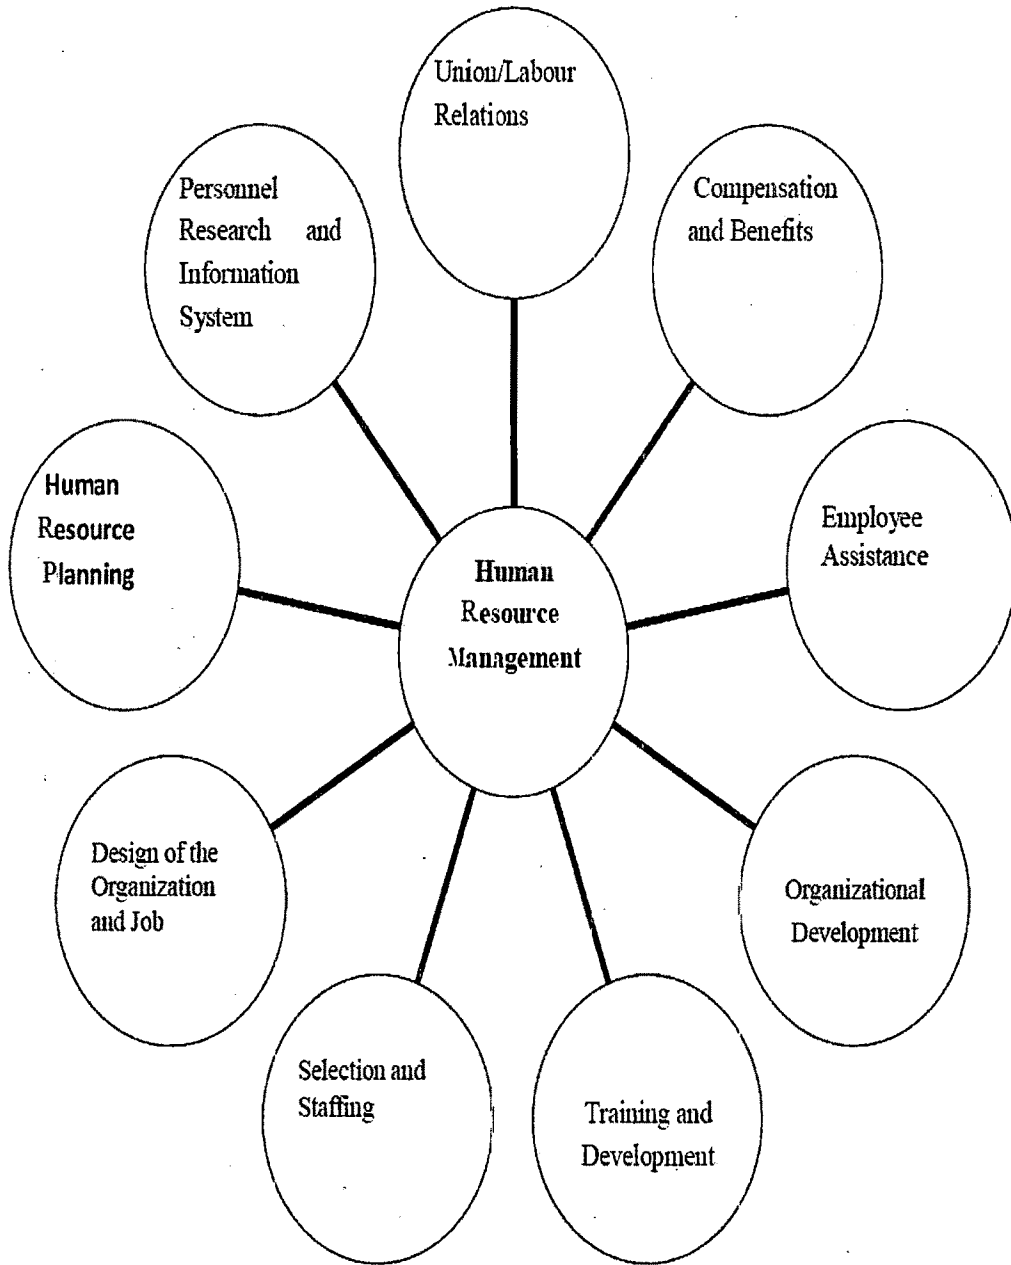 Union/Labour
Relations
Compensation
and Benefits
Employee
Assistance
Organizational
Development
Training and
Development
Selection and
Staffing
Design of the
Organization
and Job
Human
Resource
Planning
Personnel
Research and
Information
System
Human
Resource
Management